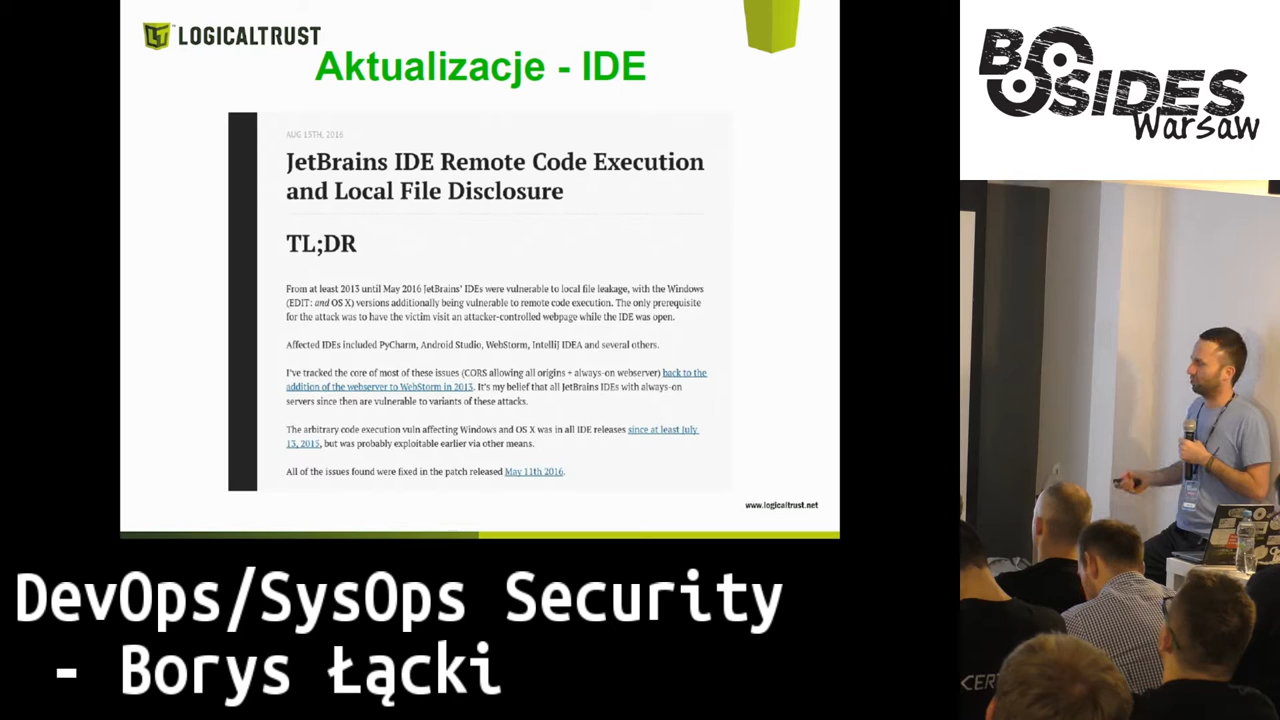 LOGICALTRUST
Aktualizacje - IDE
AUG 15TH, 2016
JetBrains IDE Remote Code Execution
and Local File Disclosure
TL;DR
From at least 2013 until May 2016 JetBrains' IDEs were vulnerable to local file leakage, with the Windows
(EDIT: and OS X) versions additionally being vulnerable to remote code execution. The only prerequisite
for the attack was to have the victim visit an attacker-controlled webpage while the IDE was open.
Affected IDEs included PyCharm, Android Studio, WebStorm, IntelliJ IDEA and several others.
I've tracked the core of most of these issues (CORS allowing all origins + always-on webserver) back to the
addition of the webserver to WebStorm in 2013. It's my belief that all JetBrains IDEs with always-on
servers since then are vulnerable to variants of these attacks.
The arbitrary code execution vuln affecting Windows and OS X was in all IDE releases since at least July
13, 2015, but was probably exploitable earlier via other means.
All of the issues found were fixed in the patch released May 11th 2016.
www.logicaltrust.net
BSIDES
Warsaw
CERT
DevOps/SysOps Security
- Borys Łącki